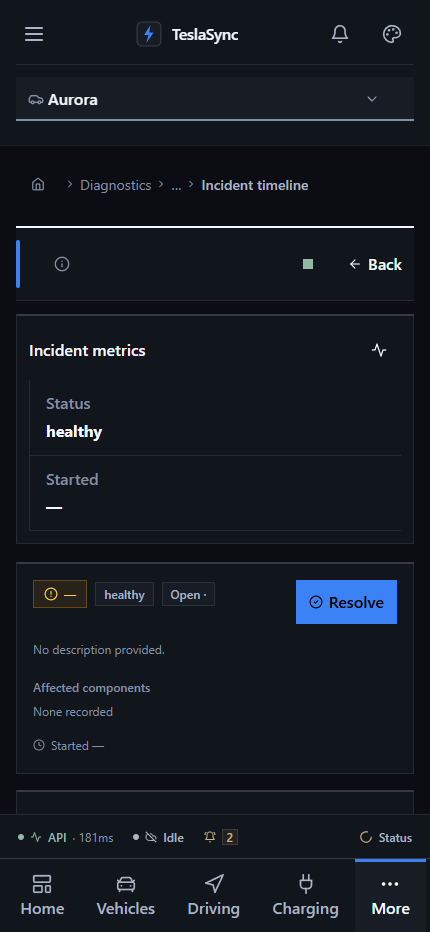 TeslaSync
Aurora
Diagnostics ... Incident timeline
Back
Incident metrics
Status
healthy
Started
—
— healthy Open · Resolve
No description provided.
Affected components
None recorded
Started —
API · 181ms Idle 2 Status
Home Vehicles Driving Charging More